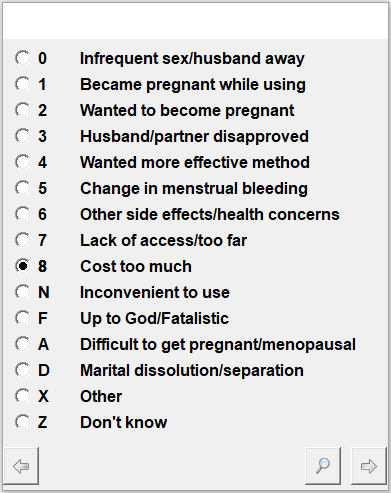 0 Infrequent sex/husband away
1 Became pregnant while using
2 Wanted to become pregnant
3 Husband/partner disapproved
4 Wanted more effective method
5 Change in menstrual bleeding
6 Other side effects/health concerns
7 Lack of access/too far
8 Cost too much
N Inconvenient to use
F Up to God/Fatalistic
A Difficult to get pregnant/menopausal
D Marital dissolution/separation
X Other
Z Don't know